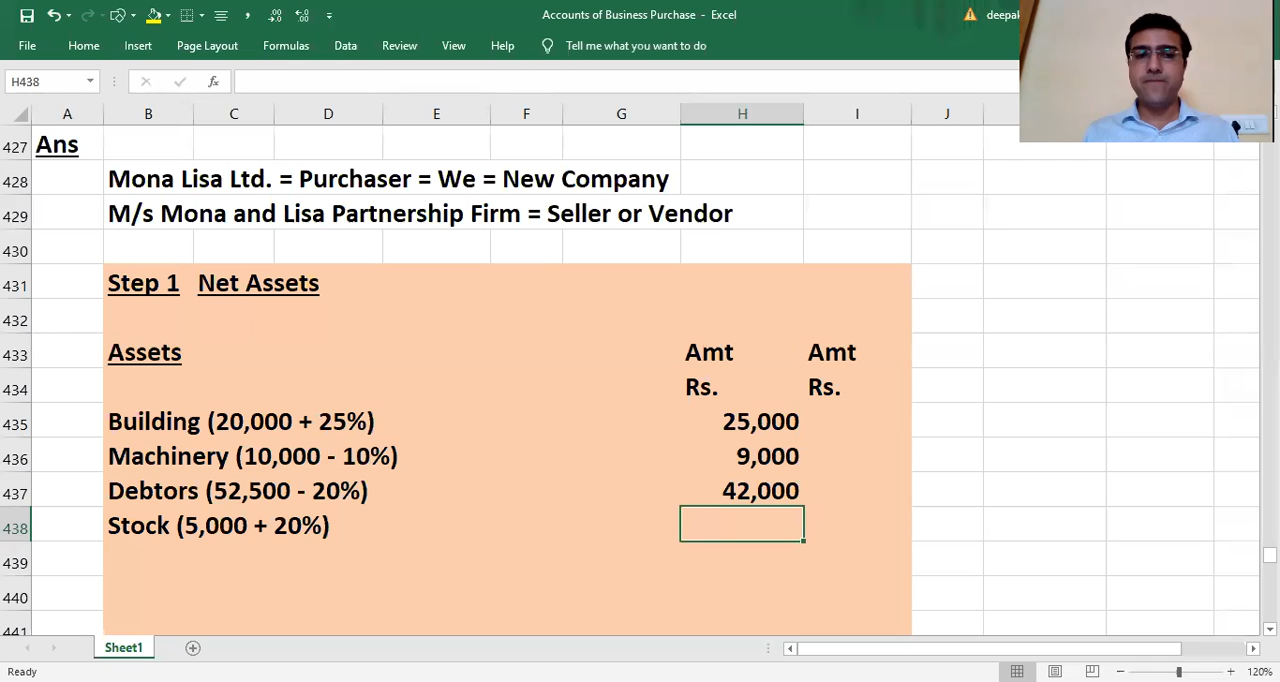 Accounts of Business Purchase - Excel
deepak
File Home Insert Page Layout Formulas Data Review View Help Tell me what you want to do
H438 fx
A B C D E F G H I J
427 Ans
428 Mona Lisa Ltd. = Purchaser = We = New Company
429 M/s Mona and Lisa Partnership Firm = Seller or Vendor
430
431 Step 1 Net Assets
432
433 Assets Amt Amt
434 Rs. Rs.
435 Building (20,000 + 25%) 25,000
436 Machinery (10,000 - 10%) 9,000
437 Debtors (52,500 - 20%) 42,000
438 Stock (5,000 + 20%)
439
440
441
Sheet1
Ready 120%